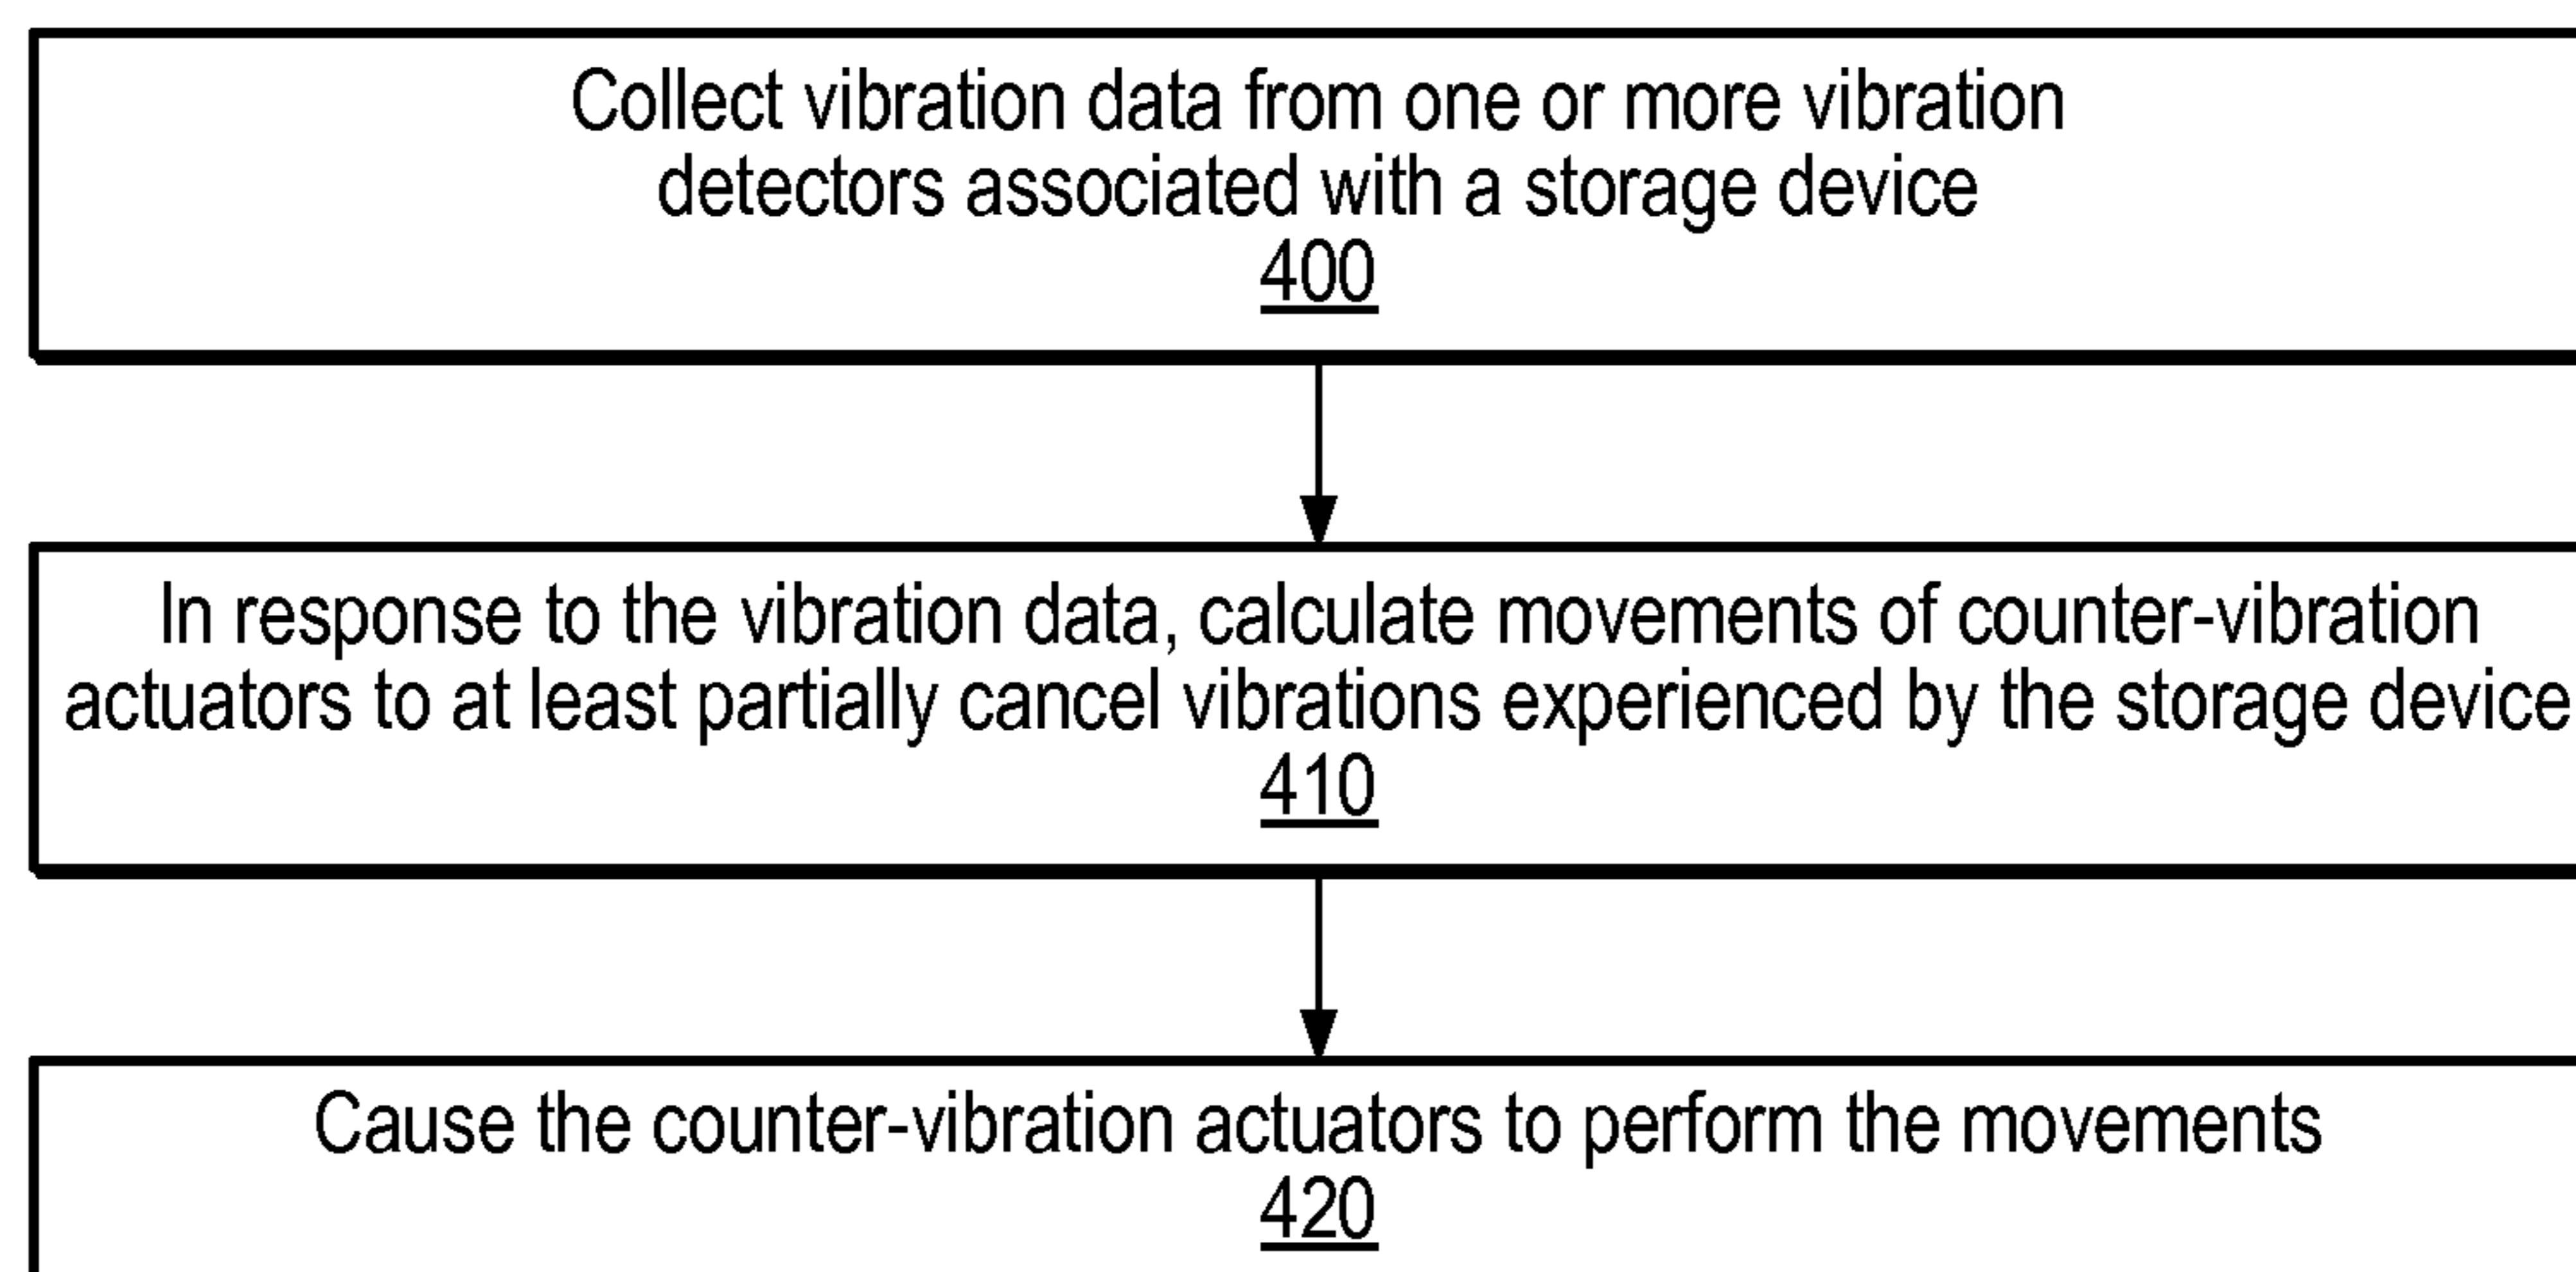 Collect vibration data from one or more vibration
detectors associated with a storage device
400
In response to the vibration data, calculate movements of counter-vibration
actuators to at least partially cancel vibrations experienced by the storage device
410
Cause the counter-vibration actuators to perform the movements
420